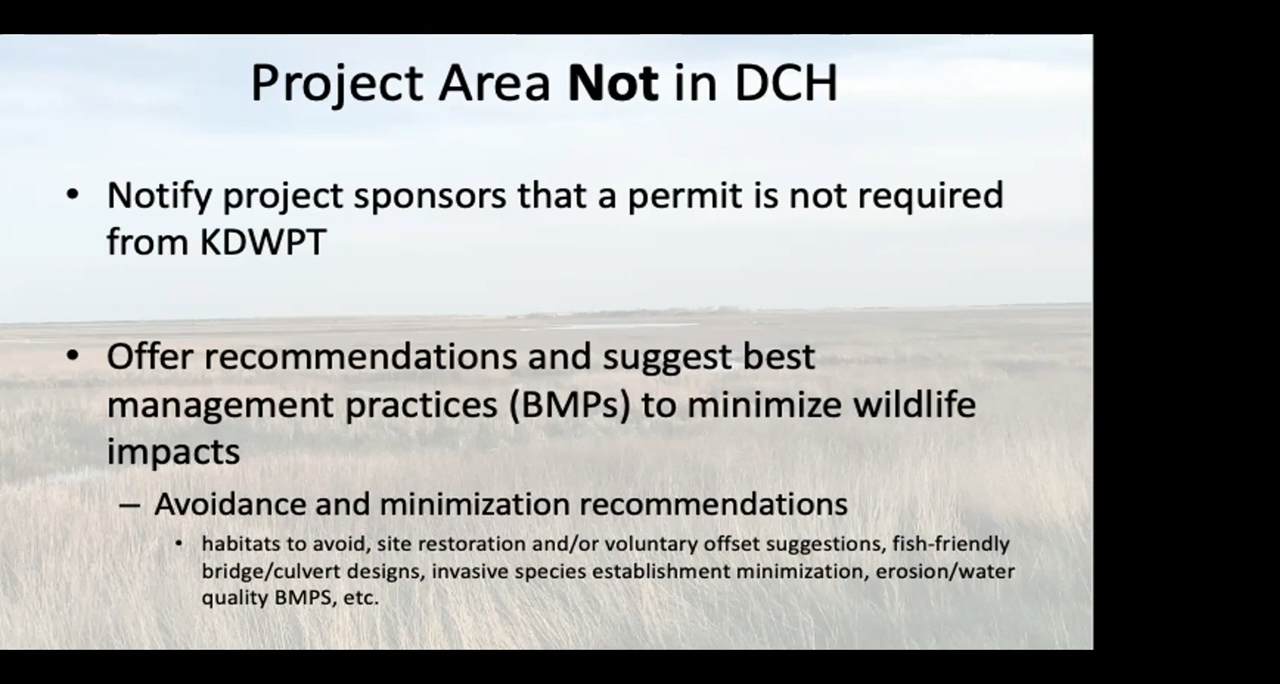 Project Area Not in DCH
• Notify project sponsors that a permit is not required
from KDWPT
• Offer recommendations and suggest best
management practices (BMPs) to minimize wildlife
impacts
– Avoidance and minimization recommendations
• habitats to avoid, site restoration and/or voluntary offset suggestions, fish-friendly
bridge/culvert designs, invasive species establishment minimization, erosion/water
quality BMPS, etc.